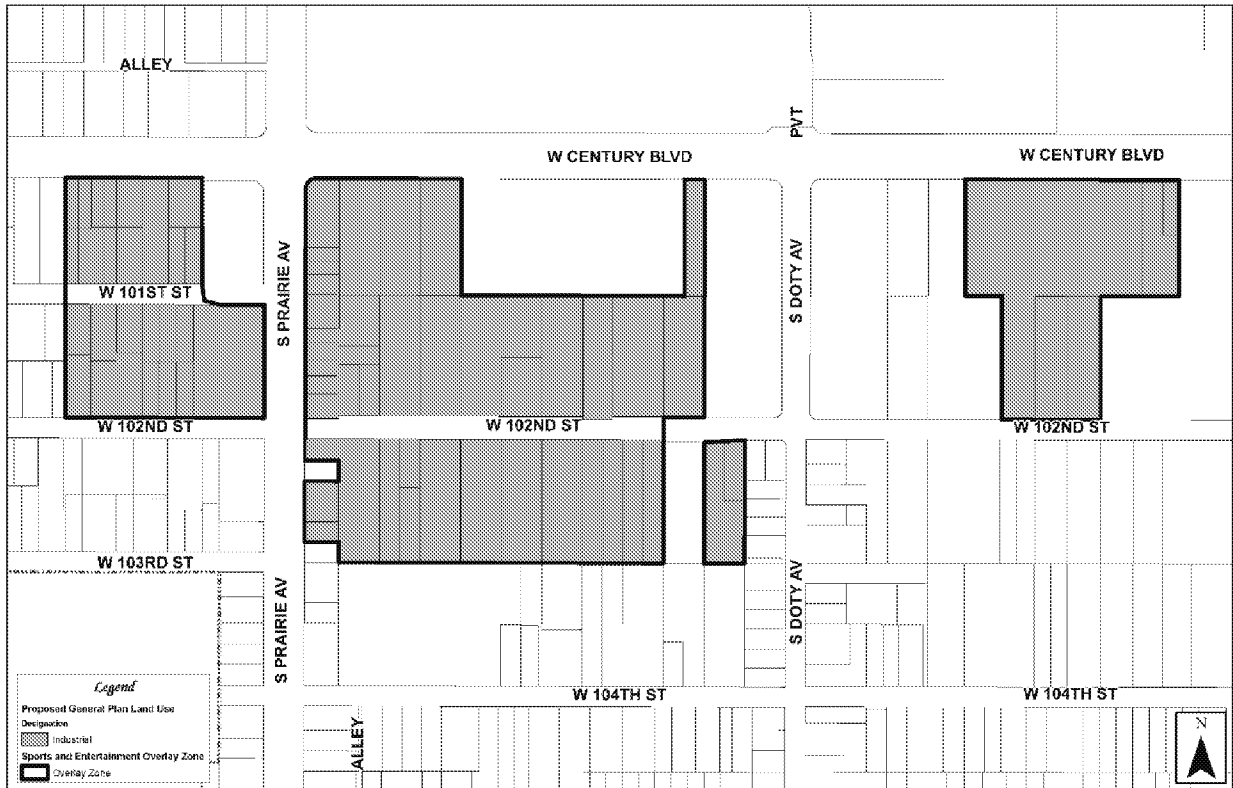 ALLEY
PVT
W CENTURY BLVD
W CENTURY BLVD
S PRAIRIE AV
S DOTY AV
W 101ST ST
W 102ND ST
W 102ND ST
W 102ND ST
W 103RD ST
S PRAIRIE AV
S DOTY AV
W 104TH ST
W 104TH ST
ALLEY
Legend
Proposed General Plan Land Use
Designation
Industrial
Sports and Entertainment Overlay Zone
Overlay Zone
N